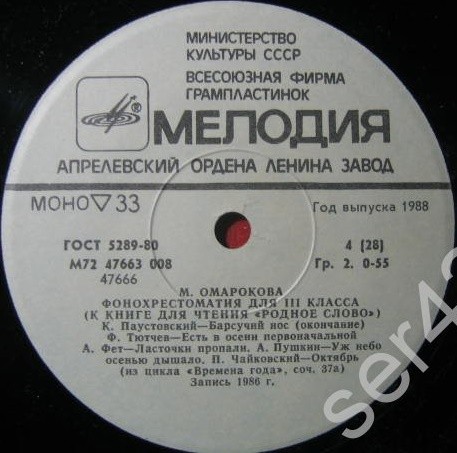 МИНИСТЕРСТВО
КУЛЬТУРЫ СССР
ВСЕСОЮЗНАЯ ФИРМА
ГРАМПЛАСТИНОК
®
МЕЛОДИЯ
АПРЕЛЕВСКИЙ ОРДЕНА ЛЕНИНА ЗАВОД
МОНО ▽ 33
Год выпуска 1988
ГОСТ 5289-80
4 (28)
М72 47663 008
Гр. 2. 0-55
47666
М. ОМАРОКОВА
ФОНОХРЕСТОМАТИЯ ДЛЯ III КЛАССА
(К КНИГЕ ДЛЯ ЧТЕНИЯ «РОДНОЕ СЛОВО»)
К. Паустовский—Барсучий нос (окончание)
Ф. Тютчев—Есть в осени первоначальной
А. Фет—Ласточки пропали. А. Пушкин—Уж небо
осенью дышало. П. Чайковский—Октябрь
(из цикла «Времена года», соч. 37а)
Запись 1986 г.